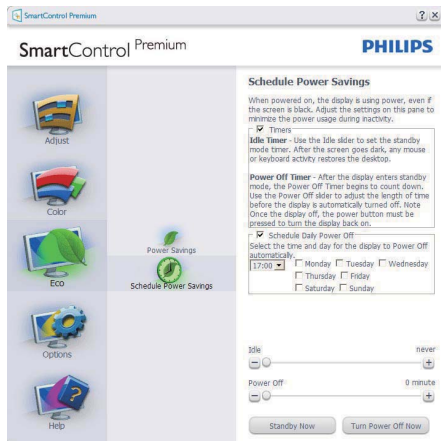 SmartControl Premium
? x
SmartControl Premium
PHILIPS
Adjust
Color
Eco
Options
Help
Power Savings
Schedule Power Savings
Schedule Power Savings
When powered on, the display is using power, even if
the screen is black. Adjust the settings on this pane to
minimize the power usage during inactivity.
Timers
Idle Timer - Use the Idle slider to set the standby
mode timer. After the screen goes dark, any mouse
or keyboard activity restores the desktop.
Power Off Timer - After the display enters standby
mode, the Power Off Timer begins to count down.
Use the Power Off slider to adjust the length of time
before the display is automatically turned off. Note
Once the display off, the power button must be
pressed to turn the display back on.
Schedule Daily Power Off
Select the time and day for the display to Power Off
automatically.
17:00 Monday Tuesday Wednesday
Thursday Friday
Saturday Sunday
Idle never
Power Off 0 minute
Standby Now Turn Power Off Now